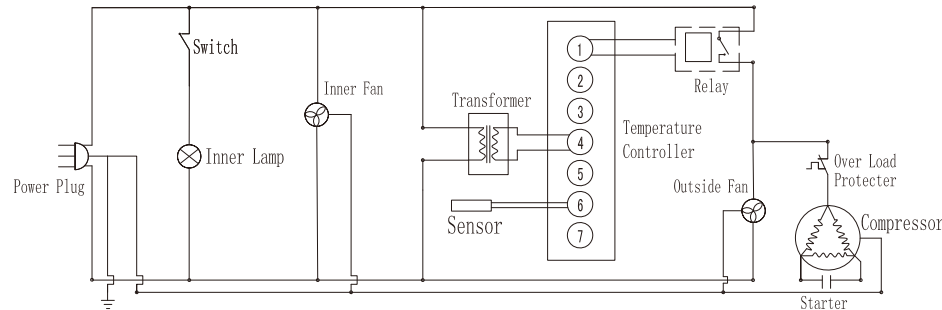 Switch
Inner Fan
Transformer
1
2
3
4
5
6
7
Relay
Temperature
Controller
Inner Lamp
Power Plug
Sensor
Outside Fan
Over Load
Protecter
Compressor
Starter